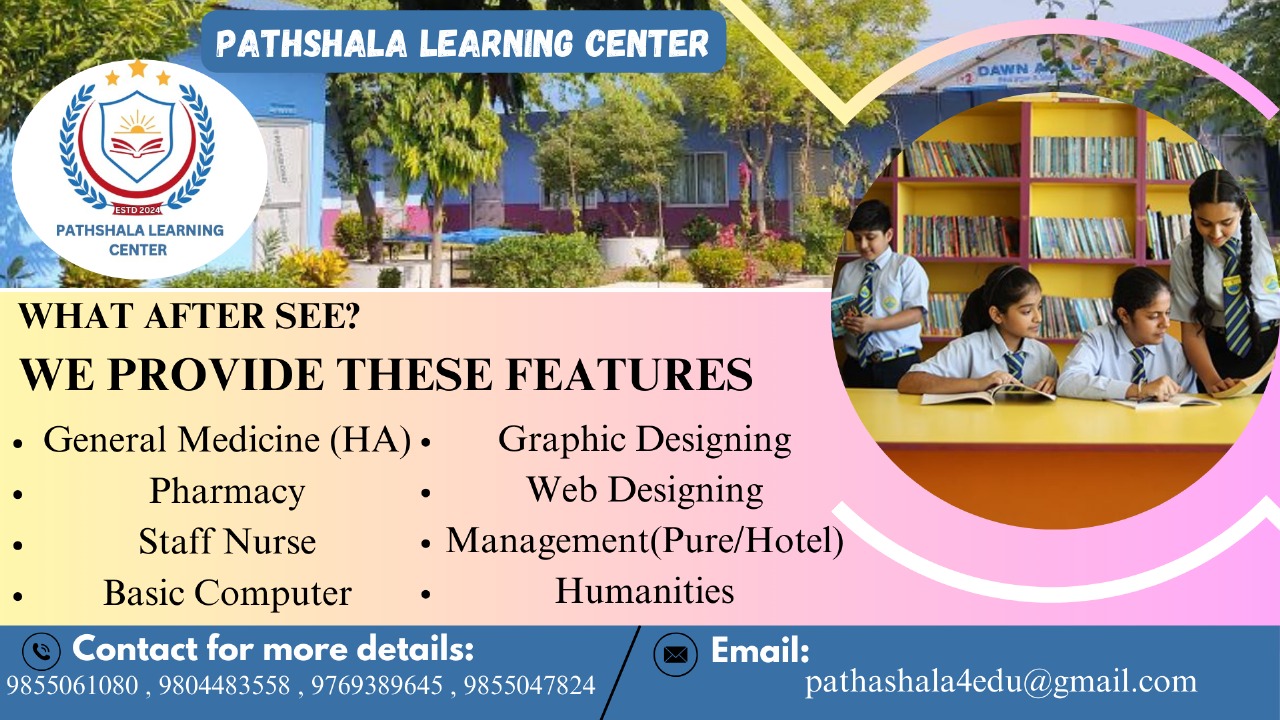 PATHSHALA LEARNING CENTER
DAWN
ESTD 2024
PATHSHALA LEARNING
CENTER
WHAT AFTER SEE?
WE PROVIDE THESE FEATURES
• General Medicine (HA)
• Pharmacy
• Staff Nurse
• Basic Computer
• Graphic Designing
• Web Designing
• Management(Pure/Hotel)
• Humanities
Contact for more details:
9855061080 , 9804483558 , 9769389645 , 9855047824
Email:
pathashala4edu@gmail.com